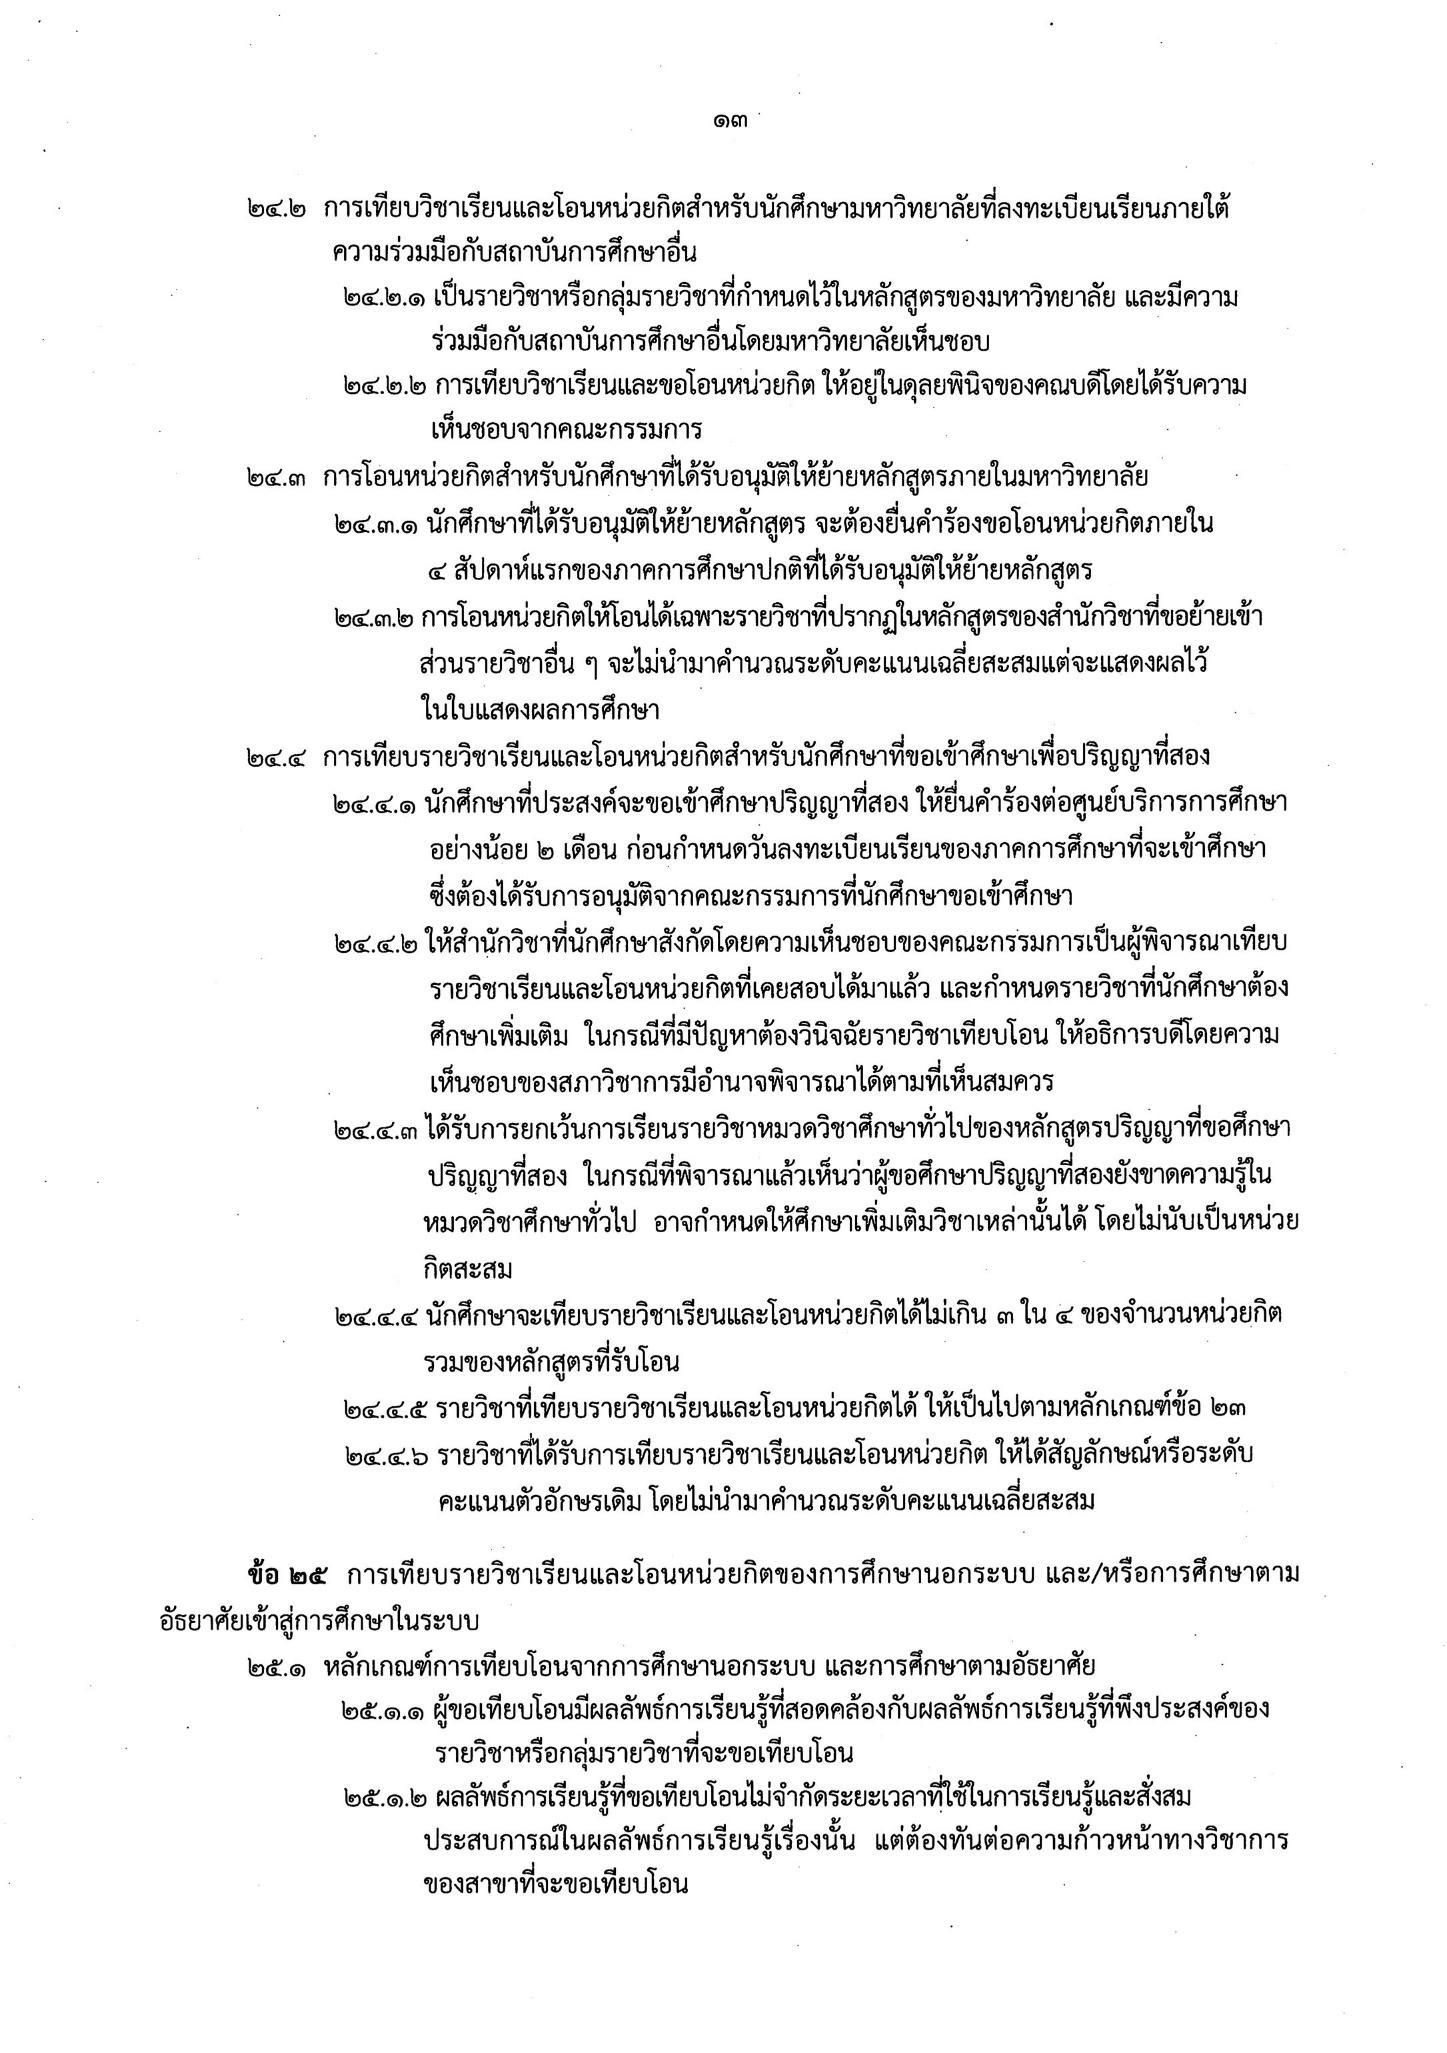 ๑๓
๒๔.๒ การเทียบวิชาเรียนและโอนหน่วยกิตสำหรับนักศึกษามหาวิทยาลัยที่ลงทะเบียนเรียนภายใต้
ความร่วมมือกับสถาบันการศึกษาอื่น
๒๔.๒.๑ เป็นรายวิชาหรือกลุ่มรายวิชาที่กำหนดไว้ในหลักสูตรของมหาวิทยาลัย และมีความ
ร่วมมือกับสถาบันการศึกษาอื่นโดยมหาวิทยาลัยเห็นชอบ
๒๔.๒.๒ การเทียบวิชาเรียนและขอโอนหน่วยกิต ให้อยู่ในดุลยพินิจของคณบดีโดยได้รับความ
เห็นชอบจากคณะกรรมการ
๒๔.๓ การโอนหน่วยกิตสำหรับนักศึกษาที่ได้รับอนุมัติให้ย้ายหลักสูตรภายในมหาวิทยาลัย
๒๔.๓.๑ นักศึกษาที่ได้รับอนุมัติให้ย้ายหลักสูตร จะต้องยื่นคำร้องขอโอนหน่วยกิตภายใน
๔ สัปดาห์แรกของภาคการศึกษาปกติที่ได้รับอนุมัติให้ย้ายหลักสูตร
๒๔.๓.๒ การโอนหน่วยกิตให้โอนได้เฉพาะรายวิชาที่ปรากฏในหลักสูตรของสำนักวิชาที่ขอย้ายเข้า
ส่วนรายวิชาอื่น ๆ จะไม่นำมาคำนวณระดับคะแนนเฉลี่ยสะสมแต่จะแสดงผลไว้
ในใบแสดงผลการศึกษา
๒๔.๔ การเทียบรายวิชาเรียนและโอนหน่วยกิตสำหรับนักศึกษาที่ขอเข้าศึกษาเพื่อปริญญาที่สอง
๒๔.๔.๑ นักศึกษาที่ประสงค์จะขอเข้าศึกษาปริญญาที่สอง ให้ยื่นคำร้องต่อศูนย์บริการการศึกษา
อย่างน้อย ๒ เดือน ก่อนกำหนดวันลงทะเบียนเรียนของภาคการศึกษาที่จะเข้าศึกษา
ซึ่งต้องได้รับการอนุมัติจากคณะกรรมการที่นักศึกษาขอเข้าศึกษา
๒๔.๔.๒ ให้สำนักวิชาที่นักศึกษาสังกัดโดยความเห็นชอบของคณะกรรมการเป็นผู้พิจารณาเทียบ
รายวิชาเรียนและโอนหน่วยกิตที่เคยสอบได้มาแล้ว และกำหนดรายวิชาที่นักศึกษาต้อง
ศึกษาเพิ่มเติม ในกรณีที่มีปัญหาต้องวินิจฉัยรายวิชาเทียบโอน ให้อธิการบดีโดยความ
เห็นชอบของสภาวิชาการมีอำนาจพิจารณาได้ตามที่เห็นสมควร
๒๔.๔.๓ ได้รับการยกเว้นการเรียนรายวิชาหมวดวิชาศึกษาทั่วไปของหลักสูตรปริญญาที่ขอศึกษา
ปริญญาที่สอง ในกรณีที่พิจารณาแล้วเห็นว่าผู้ขอศึกษาปริญญาที่สองยังขาดความรู้ใน
หมวดวิชาศึกษาทั่วไป อาจกำหนดให้ศึกษาเพิ่มเติมวิชาเหล่านั้นได้ โดยไม่นับเป็นหน่วย
กิตสะสม
๒๔.๔.๔ นักศึกษาจะเทียบรายวิชาเรียนและโอนหน่วยกิตได้ไม่เกิน ๓ ใน ๔ ของจำนวนหน่วยกิต
รวมของหลักสูตรที่รับโอน
๒๔.๔.๕ รายวิชาที่เทียบรายวิชาเรียนและโอนหน่วยกิตได้ ให้เป็นไปตามหลักเกณฑ์ข้อ ๒๓
๒๔.๔.๖ รายวิชาที่ได้รับการเทียบรายวิชาเรียนและโอนหน่วยกิต ให้ได้สัญลักษณ์หรือระดับ
คะแนนตัวอักษรเดิม โดยไม่นำมาคำนวณระดับคะแนนเฉลี่ยสะสม
ข้อ ๒๕ การเทียบรายวิชาเรียนและโอนหน่วยกิตของการศึกษานอกระบบ และ/หรือการศึกษาตาม
อัธยาศัยเข้าสู่การศึกษาในระบบ
๒๕.๑ หลักเกณฑ์การเทียบโอนจากการศึกษานอกระบบ และการศึกษาตามอัธยาศัย
๒๕.๑.๑ ผู้ขอเทียบโอนมีผลลัพธ์การเรียนรู้ที่สอดคล้องกับผลลัพธ์การเรียนรู้ที่พึงประสงค์ของ
รายวิชาหรือกลุ่มรายวิชาที่จะขอเทียบโอน
๒๕.๑.๒ ผลลัพธ์การเรียนรู้ที่ขอเทียบโอนไม่จำกัดระยะเวลาที่ใช้ในการเรียนรู้และสั่งสม
ประสบการณ์ในผลลัพธ์การเรียนรู้เรื่องนั้น แต่ต้องทันต่อความก้าวหน้าทางวิชาการ
ของสาขาที่จะขอเทียบโอน